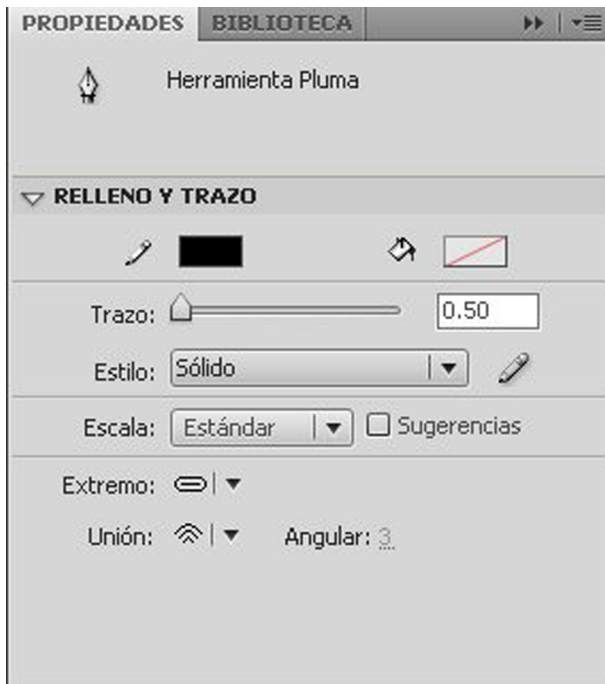 PROPIEDADES BIBLIOTECA
Herramienta Pluma
RELLENO Y TRAZO
Trazo: 0.50
Estilo: Sólido
Escala: Estándar Sugerencias
Extremo:
Unión: Angular: 3